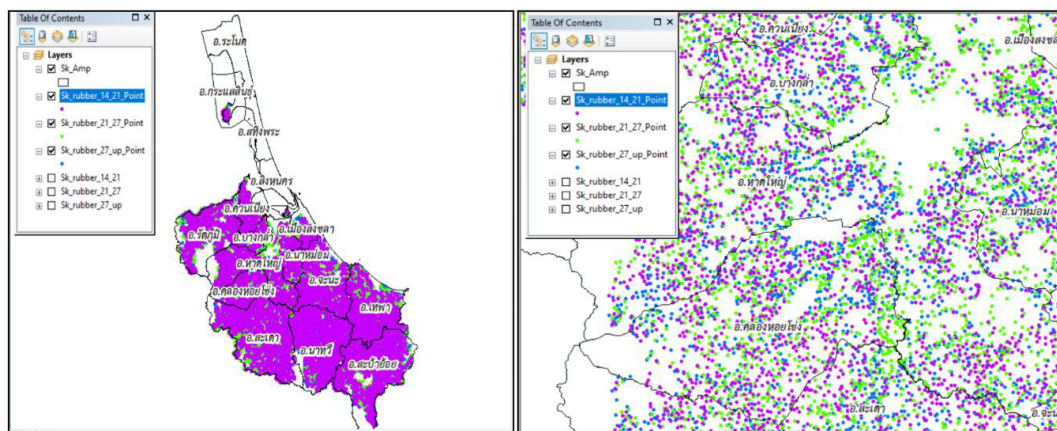 Table Of Contents
Layers
Sk_Amp
Sk_rubber_14_21_Point
Sk_rubber_21_27_Point
Sk_rubber_27_up_Point
Sk_rubber_14_21
Sk_rubber_21_27
Sk_rubber_27_up
อ.ระโนด
อ.กระแสสินธุ์
อ.สทิงพระ
อ.สิงหนคร
อ.ควนเนียง
อ.เมืองสงขลา
อ.รัตภูมิ
อ.บางกล่ำ
อ.นาหม่อม
อ.หาดใหญ่
อ.จะนะ
อ.คลองหอยโข่ง
อ.เทพา
อ.สะเดา
อ.นาทวี
อ.สะบ้าย้อย
Table Of Contents
Layers
Sk_Amp
Sk_rubber_14_21_Point
Sk_rubber_21_27_Point
Sk_rubber_27_up_Point
Sk_rubber_14_21
Sk_rubber_21_27
Sk_rubber_27_up
อ.ควนเนียง
อ.เมืองสงขลา
อ.บางกล่ำ
อ.หาดใหญ่
อ.นาหม่อม
อ.คลองหอยโข่ง
อ.สะเดา
อ.จะนะ